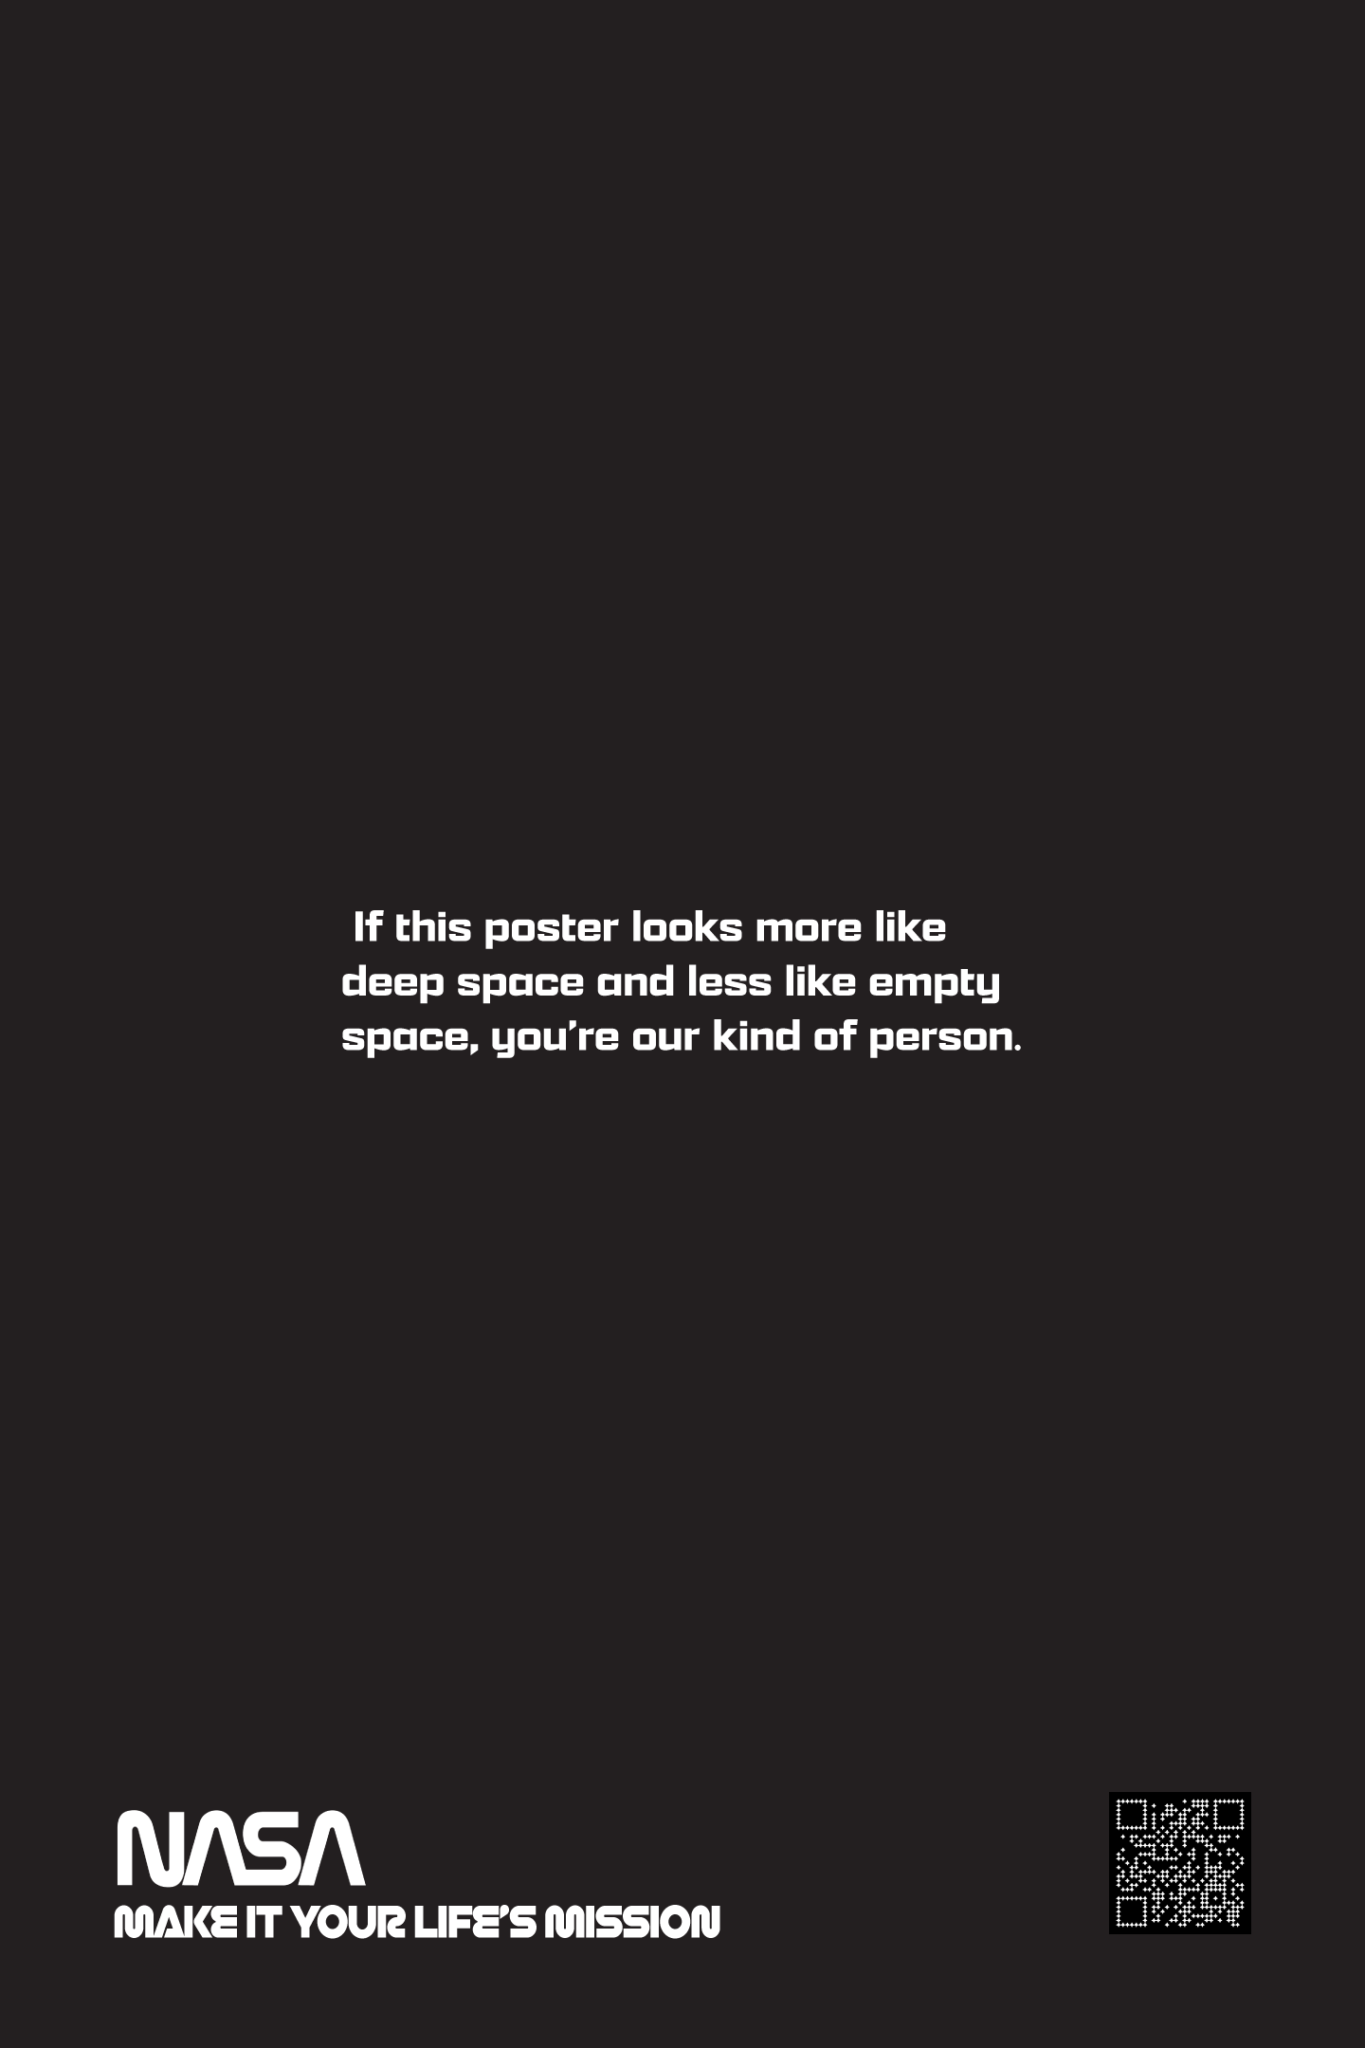 If this poster looks more like
deep space and less like empty
space, you’re our kind of person.
NASA
MAKE IT YOUR LIFE’S MISSION